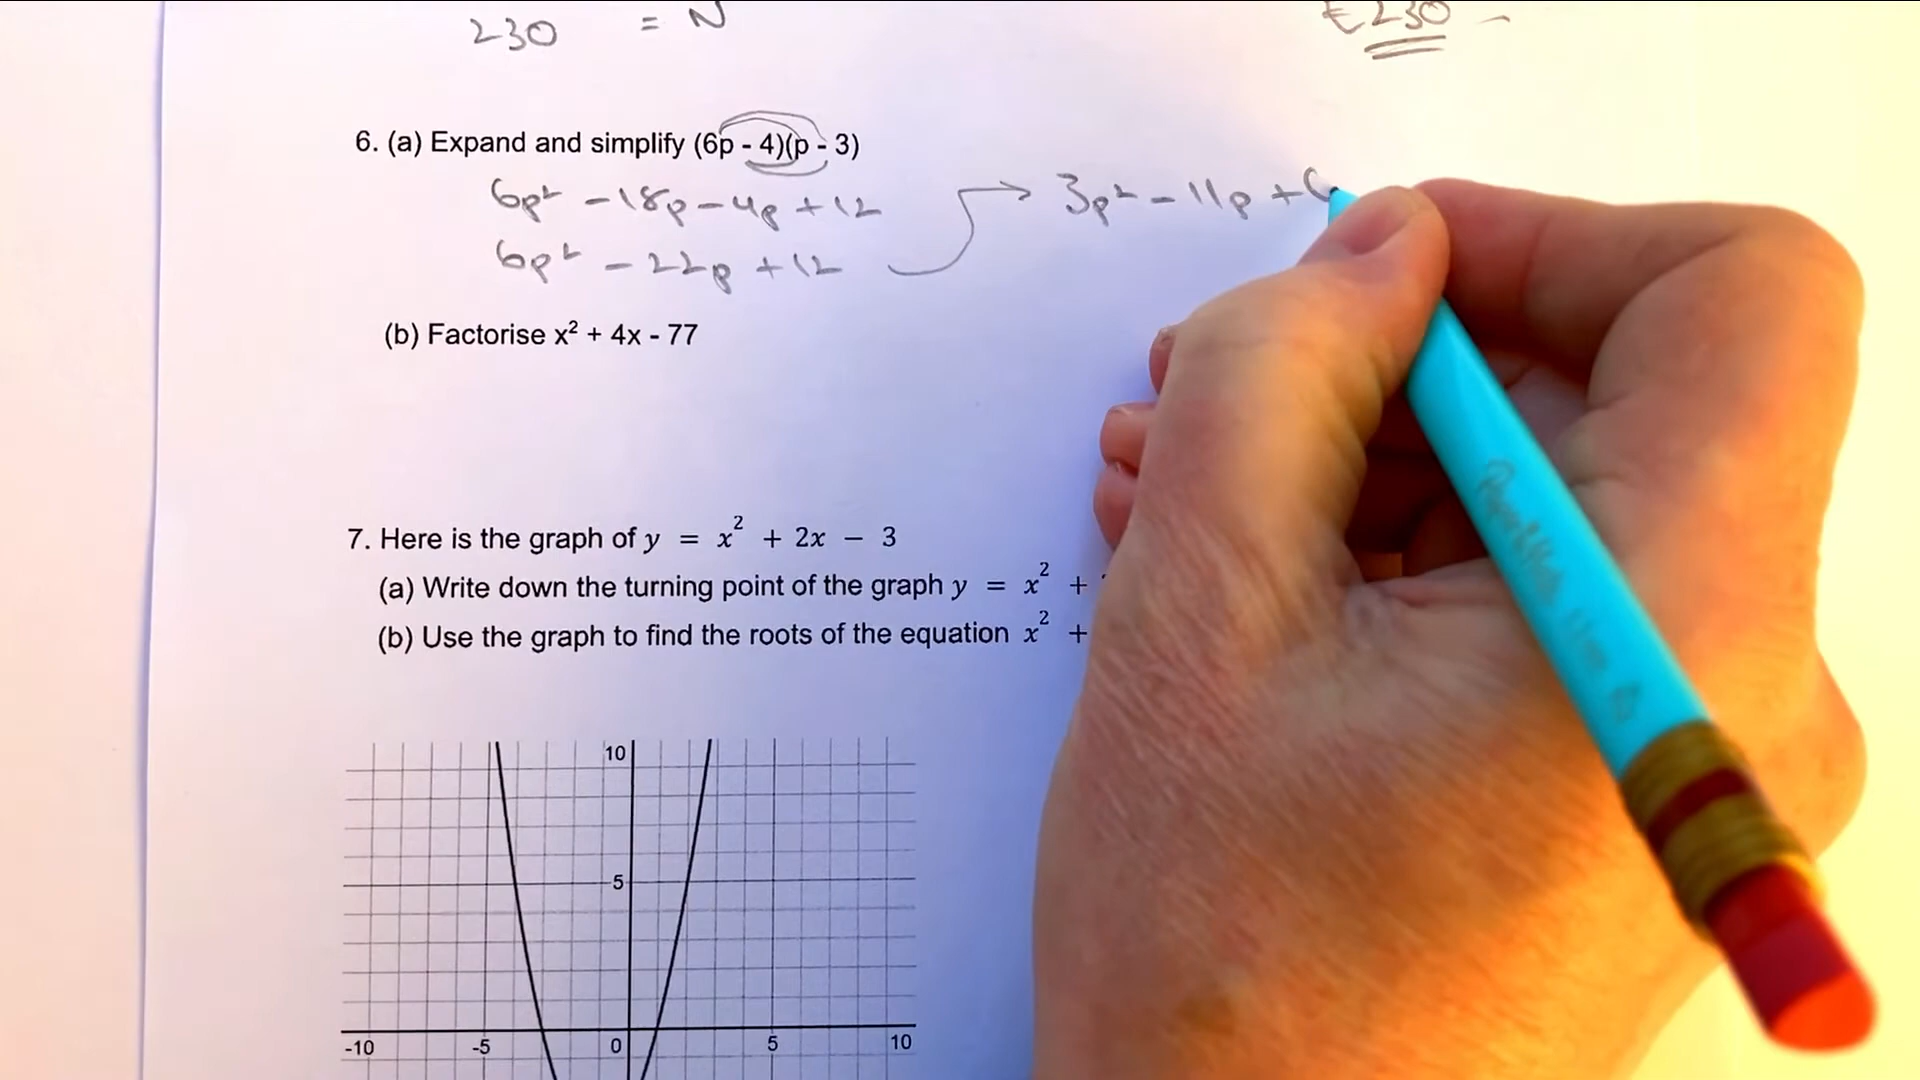 230 = N
£230
6. (a) Expand and simplify (6p - 4)(p - 3)
6p² - 18p - 4p + 12
6p² - 22p + 12 → 3p² - 11p + 6
(b) Factorise x² + 4x - 77
7. Here is the graph of y = x² + 2x − 3
(a) Write down the turning point of the graph y = x² +
(b) Use the graph to find the roots of the equation x² +
10
5
-10 -5 0 5 10